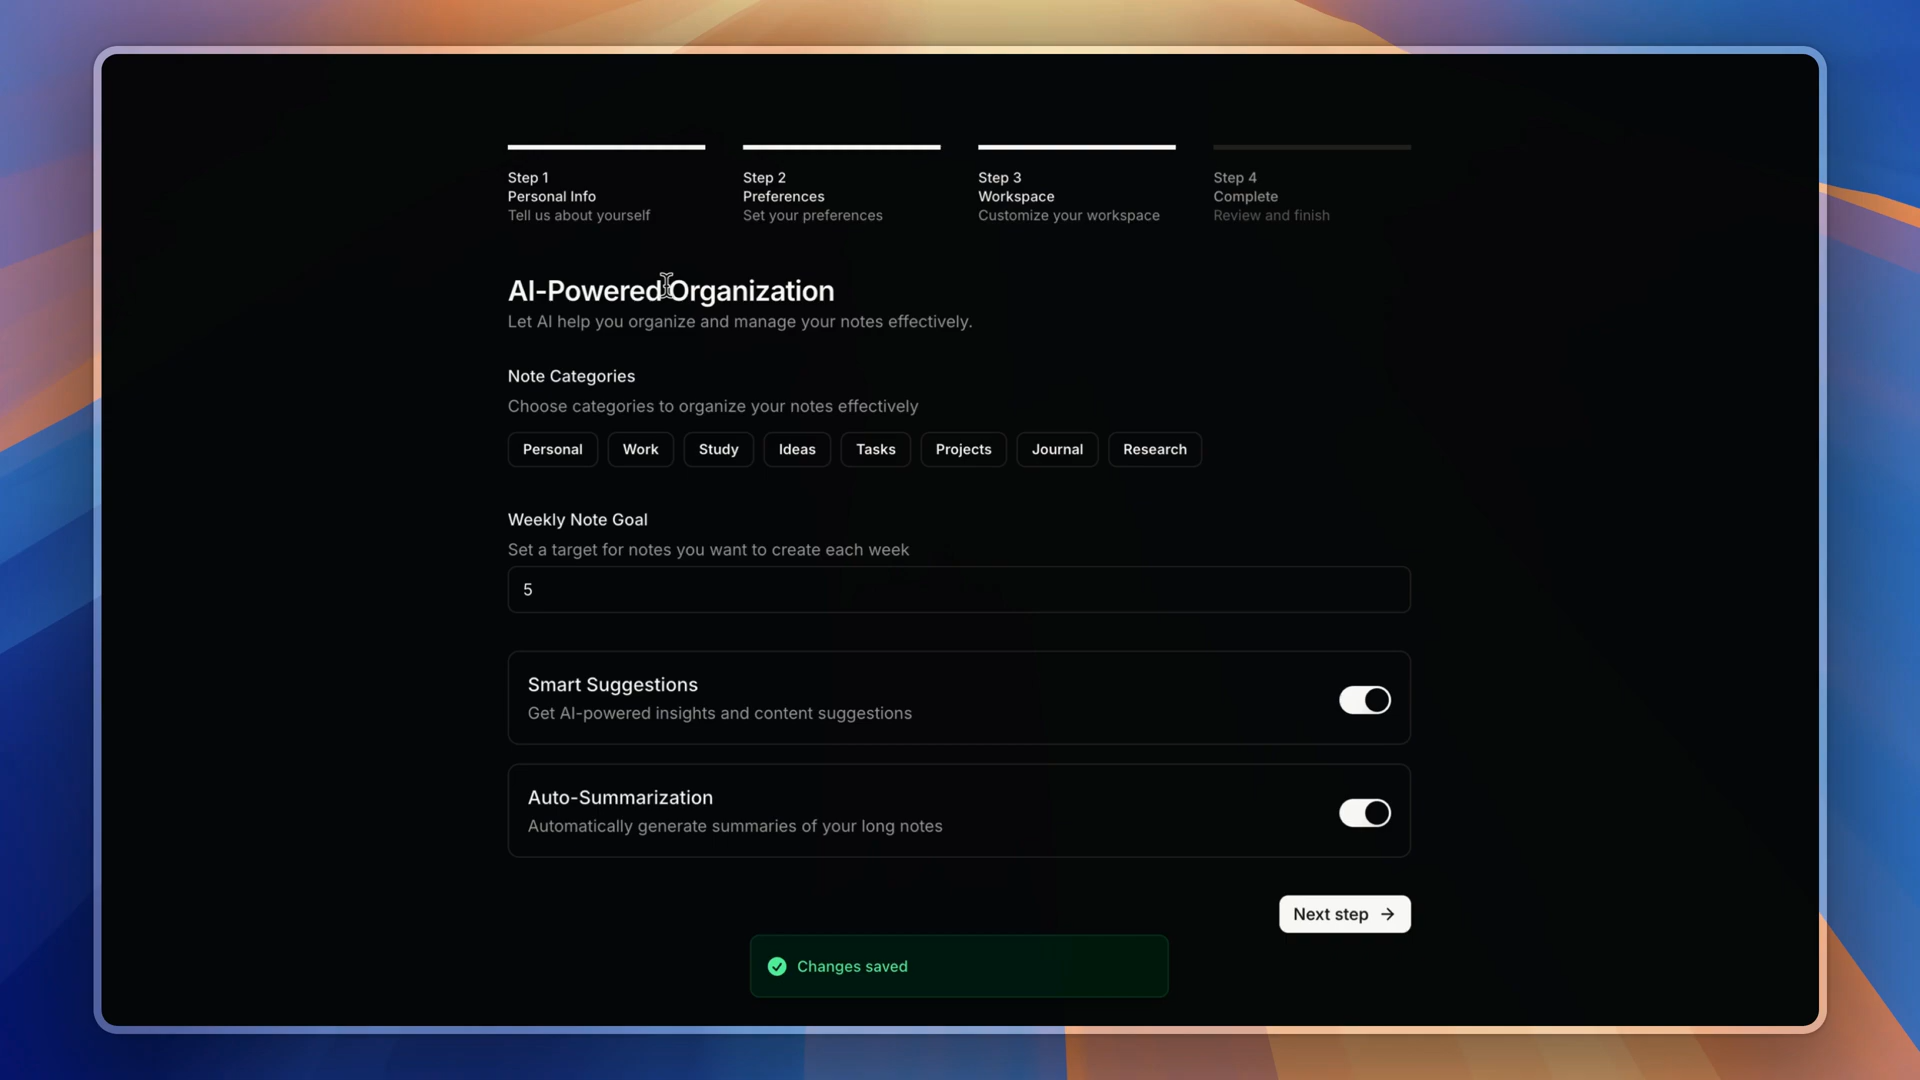 Step 1
Personal Info
Tell us about yourself
Step 2
Preferences
Set your preferences
Step 3
Workspace
Customize your workspace
Step 4
Complete
Review and finish
AI-Powered Organization
Let AI help you organize and manage your notes effectively.
Note Categories
Choose categories to organize your notes effectively
Personal
Work
Study
Ideas
Tasks
Projects
Journal
Research
Weekly Note Goal
Set a target for notes you want to create each week
5
Smart Suggestions
Get AI-powered insights and content suggestions
Auto-Summarization
Automatically generate summaries of your long notes
Next step
Changes saved